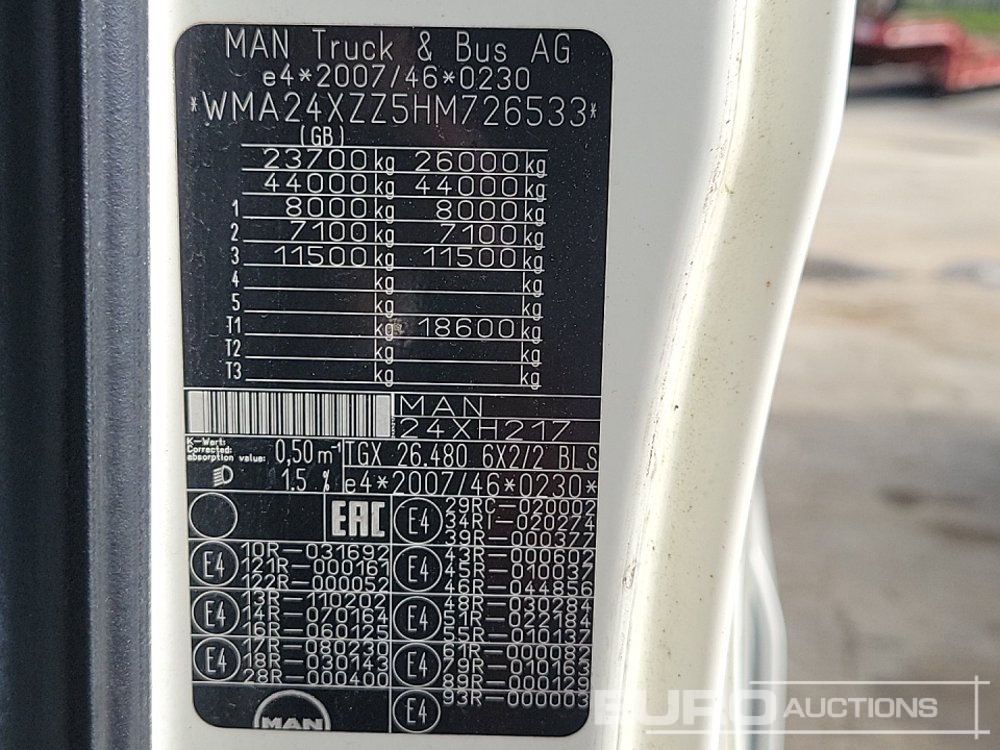 MAN Truck & Bus AG
e4*2007/46*0230
*WMA24XZZ5HM726533*
(GB)
23700 kg 26000 kg
44000 kg 44000 kg
1 8000 kg 8000 kg
2 7100 kg 7100 kg
3 11500 kg 11500 kg
4 kg kg
5 kg kg
T1 kg 18600 kg
T2 kg kg
T3 kg kg
MAN
24XH217
K-Wert:
Corrected
absorption value: 0,50 m-1
TGX 26.480 6X2/2 BLS
1.5 %
e4*2007/46*0230*
EAC
E4
29RC-020002
34RT-020274
39R-000377
E4
10R-031692
121R-000161
122R-000052
E4
43R-000602
45R-010037
46R-044856
E4
13R-110202
14R-070164
16R-060125
E4
48R-030284
51R-022184
55R-010137
E4
17R-080230
18R-030143
28R-000400
E4
61R-000082
79R-010163
89R-000129
E4
93R-000003
MAN
EURO AUCTIONS